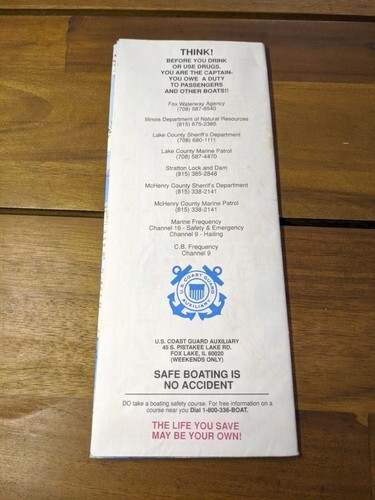 THINK!
BEFORE YOU DRINK
OR USE DRUGS.
YOU ARE THE CAPTAIN-
YOU OWE A DUTY
TO PASSENGERS
AND OTHER BOATS!!
Fox Waterway Agency
(708) 587-8540
Illinois Department of Natural Resources
(815) 675-2385
Lake County Sheriff's Department
(708) 680-1111
Lake County Marine Patrol
(708) 587-4470
Stratton Lock and Dam
(815) 385-2848
McHenry County Sherrif's Department
(815) 338-2141
McHenry County Marine Patrol
(815) 338-2141
Marine Frequency
Channel 16 - Safety & Emergency
Channel 9 - Hailing
C.B. Frequency
Channel 9
U.S. COAST GUARD
AUXILIARY
U.S. COAST GUARD AUXILIARY
45 S. PISTAKEE LAKE RD.
FOX LAKE, IL 60020
(WEEKENDS ONLY)
SAFE BOATING IS
NO ACCIDENT
DO take a boating safety course. For free information on a
course near you Dial 1-800-336-BOAT.
THE LIFE YOU SAVE
MAY BE YOUR OWN!